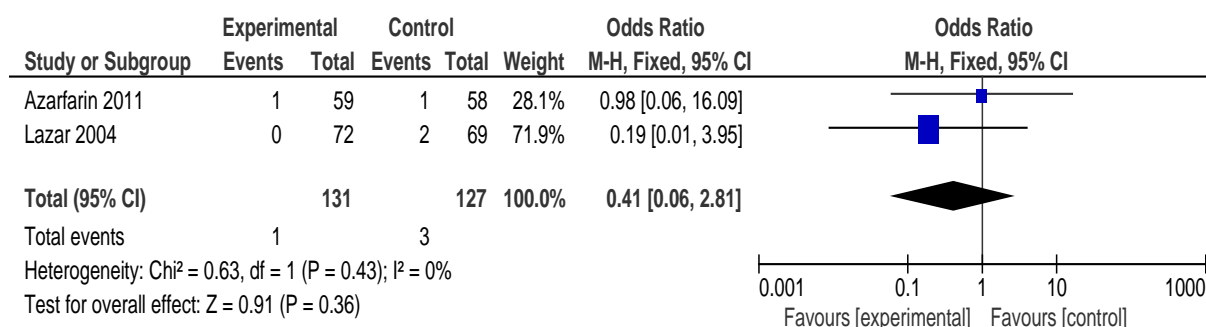 Experimental Control Odds Ratio Odds Ratio
Study or Subgroup Events Total Events Total Weight M-H, Fixed, 95% CI M-H, Fixed, 95% CI
Azarfarin 2011 1 59 1 58 28.1% 0.98 [0.06, 16.09]
Lazar 2004 0 72 2 69 71.9% 0.19 [0.01, 3.95]
Total (95% CI) 131 127 100.0% 0.41 [0.06, 2.81]
Total events 1 3
Heterogeneity: Chi² = 0.63, df = 1 (P = 0.43); I² = 0%
Test for overall effect: Z = 0.91 (P = 0.36)
0.001 0.1 1 10 1000
Favours [experimental] Favours [control]